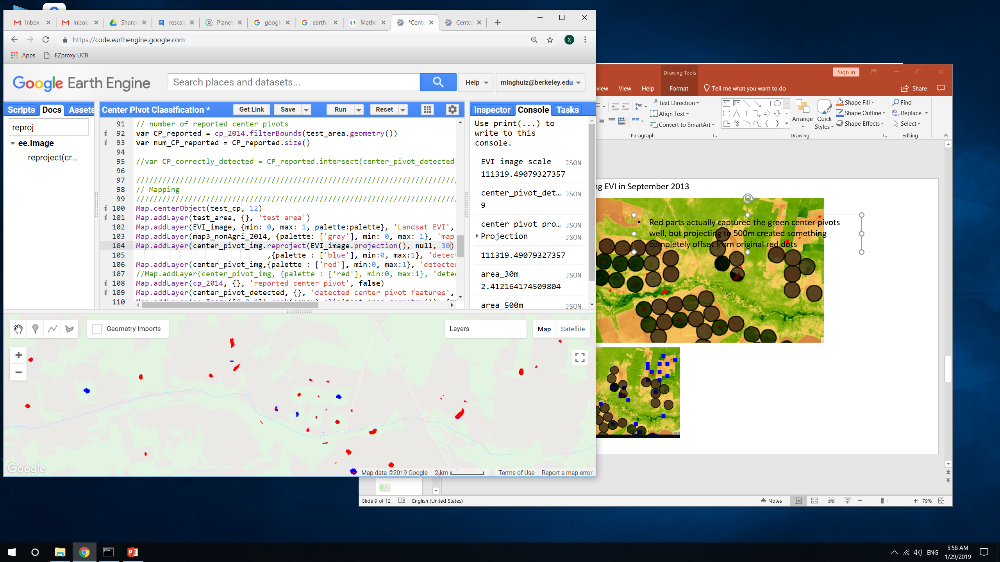 Inbox
Inbox
Shared
rescale
Planet
google
earth e
Mathe
*Cente
Center
https://code.earthengine.google.com
X
Apps
EZproxy UCB
Google Earth Engine
Search places and datasets...
Help
minghuiz@berkeley.edu
Scripts
Docs
Assets
reproj
ee.Image
reproject(cr...
Center Pivot Classification *
Get Link
Save
Run
Reset
91 // number of reported center pivots
92 var CP_reported = cp_2014.filterBounds(test_area.geometry())
93 var num_CP_reported = CP_reported.size()
94
95 //var CP_correctly_detected = CP_reported.intersect(center_pivot_detected)
96
97 //////////////////////////////////////////////////////////////////////////
98 // Mapping
99 //////////////////////////////////////////////////////////////////////////
100 Map.centerObject(test_cp, 12)
101 Map.addLayer(test_area, {}, 'test area')
102 Map.addLayer(EVI_image, {min: 0, max: 1, palette:palette}, 'Landsat EVI',
103 Map.addLayer(map3_nonAgri_2014, {palette: ['gray'], min: 0, max: 1}, 'map
104 Map.addLayer(center_pivot_img.reproject(EVI_image.projection(), null, 30)
105 ,{palette : ['blue'], min:0, max:1}, 'detect
106 Map.addLayer(center_pivot_img,{palette : ['red'], min:0, max:1}, 'detected
107 //Map.addLayer(center_pivot_img, {palette : ['red'], min:0, max:1}, 'detec
108 Map.addLayer(cp_2014, {}, 'reported center pivot', false)
109 Map.addLayer(center_pivot_detected, {}, 'detected center pivot features',
110
Inspector
Console
Tasks
Use print(...) to
write to this
console.
EVI image scale JSON
111319.49079327357
center_pivot_det... JSON
9
center pivot pro... JSON
Projection JSON
111319.49079327357
area_30m JSON
2.412164174509804
area_500m JSON
Geometry Imports
Layers
Map
Satellite
Google
Map data ©2019 Google
2 km
Terms of Use
Report a map error
Drawing Tools
Sign in
view
View
Help
Format
Tell me what you want to do
Share
Text Direction
Align Text
Convert to SmartArt
Paragraph
Arrange
Quick
Styles
Shape Fill
Shape Outline
Shape Effects
Drawing
Find
Replace
Select
Editing
ng EVI in September 2013
• Red parts actually captured the green center pivots
well, but projecting to 500m created something
completely offset from original red dots
Map
Slide 9 of 12
English (United States)
Notes
79%
ENG
5:58 AM
1/29/2019